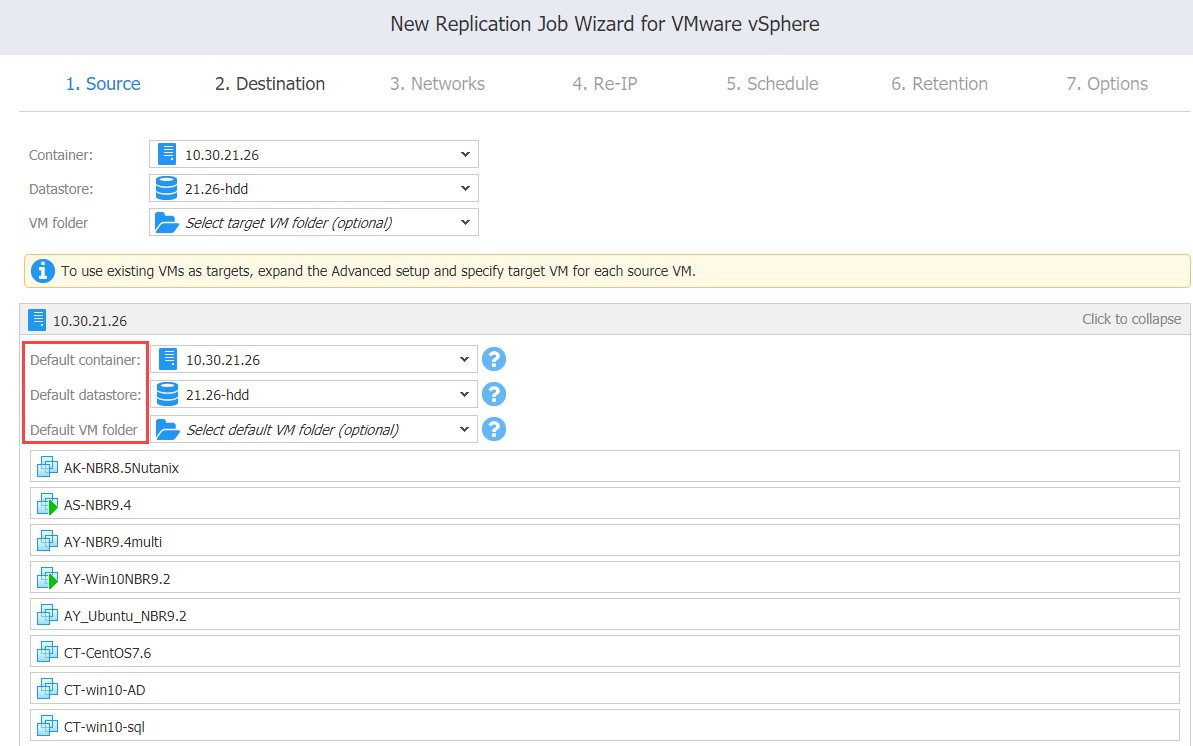 New Replication Job Wizard for VMware vSphere
1. Source 2. Destination 3. Networks 4. Re-IP 5. Schedule 6. Retention 7. Options
Container: 10.30.21.26
Datastore: 21.26-hdd
VM folder Select target VM folder (optional)
To use existing VMs as targets, expand the Advanced setup and specify target VM for each source VM.
10.30.21.26 Click to collapse
Default container: 10.30.21.26 ?
Default datastore: 21.26-hdd ?
Default VM folder Select default VM folder (optional) ?
AK-NBR8.5Nutanix
AS-NBR9.4
AY-NBR9.4multi
AY-Win10NBR9.2
AY_Ubuntu_NBR9.2
CT-CentOS7.6
CT-win10-AD
CT-win10-sql